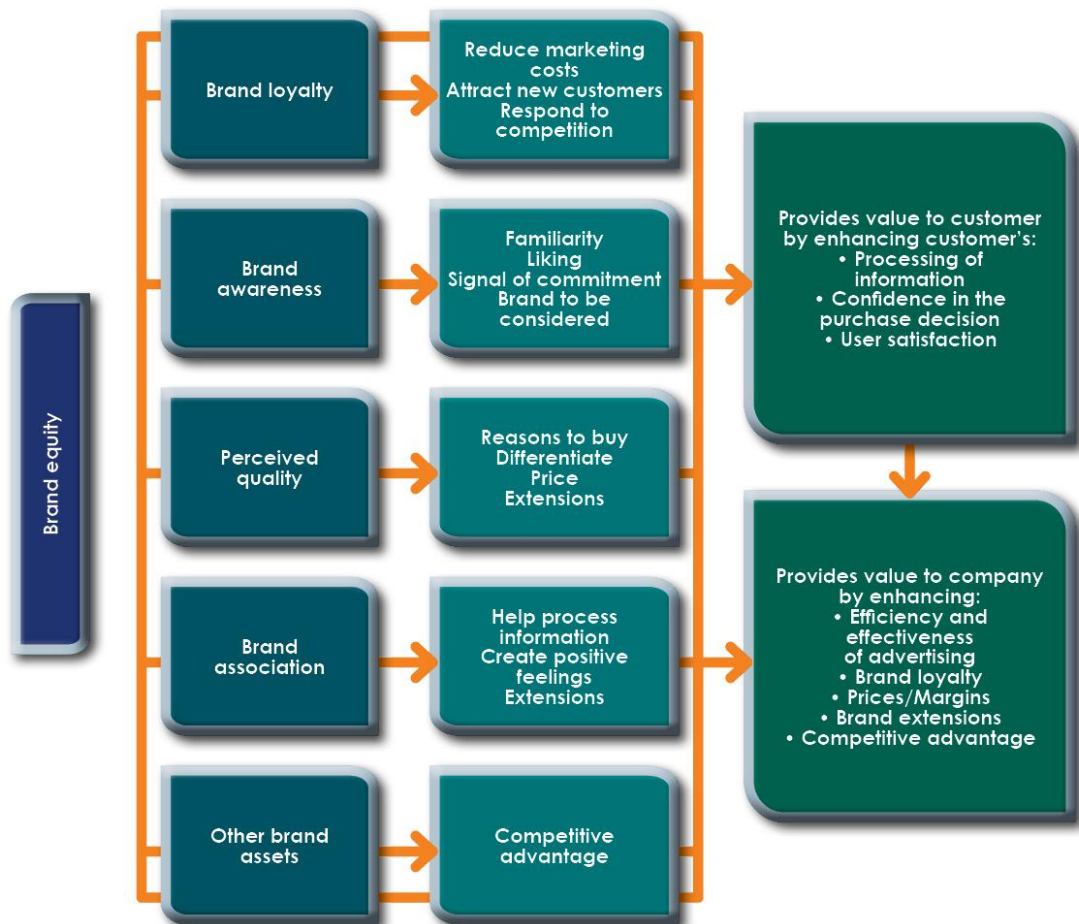 Brand equity
Brand loyalty
Reduce marketing
costs
Attract new customers
Respond to
competition
Brand
awareness
Familiarity
Liking
Signal of commitment
Brand to be
considered
Perceived
quality
Reasons to buy
Differentiate
Price
Extensions
Brand
association
Help process
information
Create positive
feelings
Extensions
Other brand
assets
Competitive
advantage
Provides value to customer
by enhancing customer's:
• Processing of
information
• Confidence in the
purchase decision
• User satisfaction
Provides value to company
by enhancing:
• Efficiency and
effectiveness
of advertising
• Brand loyalty
• Prices/Margins
• Brand extensions
• Competitive advantage